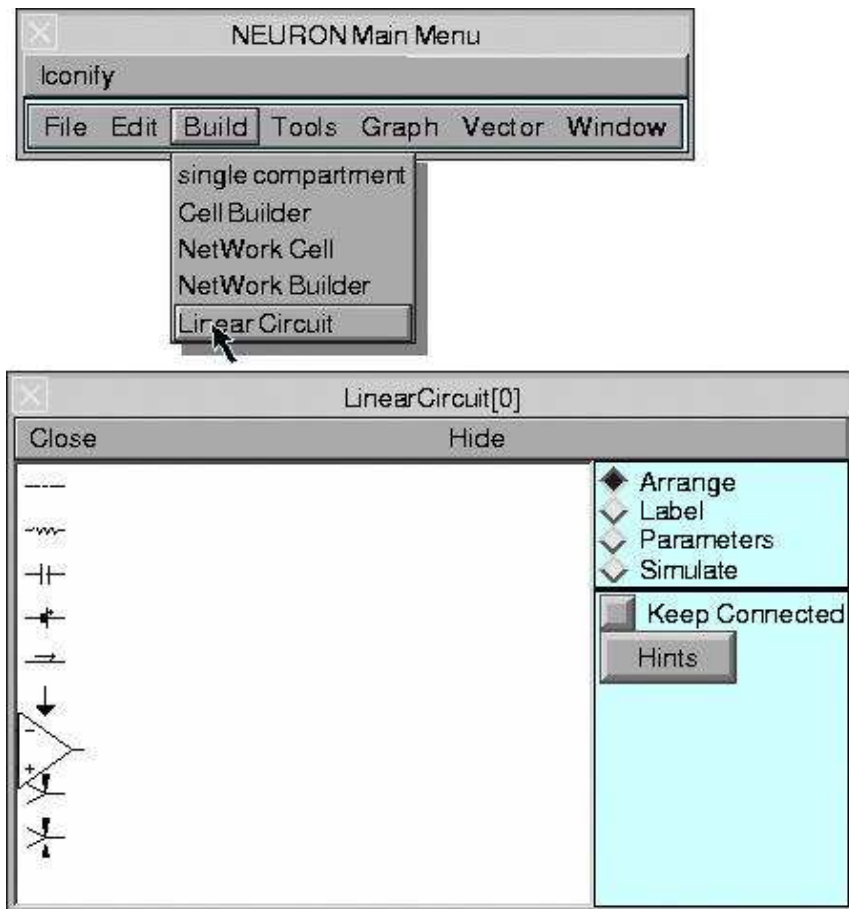 NEURON Main Menu
Iconify
File Edit Build Tools Graph Vector Window
single compartment
Cell Builder
NetWork Cell
NetWork Builder
Linear Circuit
LinearCircuit[0]
Close Hide
Arrange
Label
Parameters
Simulate
Keep Connected
Hints